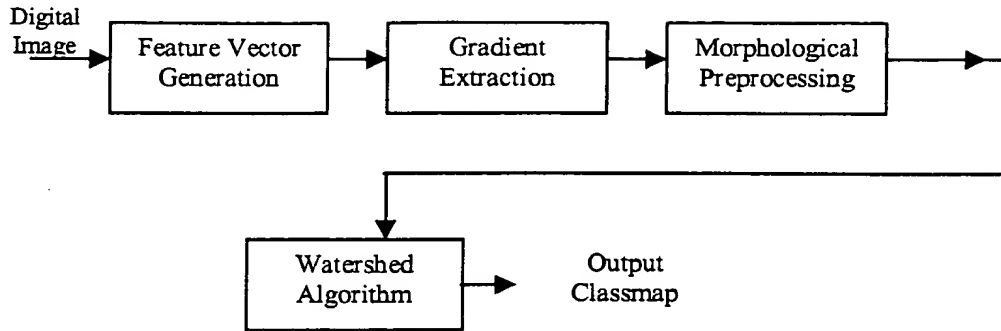 Digital
Image
Feature Vector
Generation
Gradient
Extraction
Morphological
Preprocessing
Watershed
Algorithm
Output
Classmap